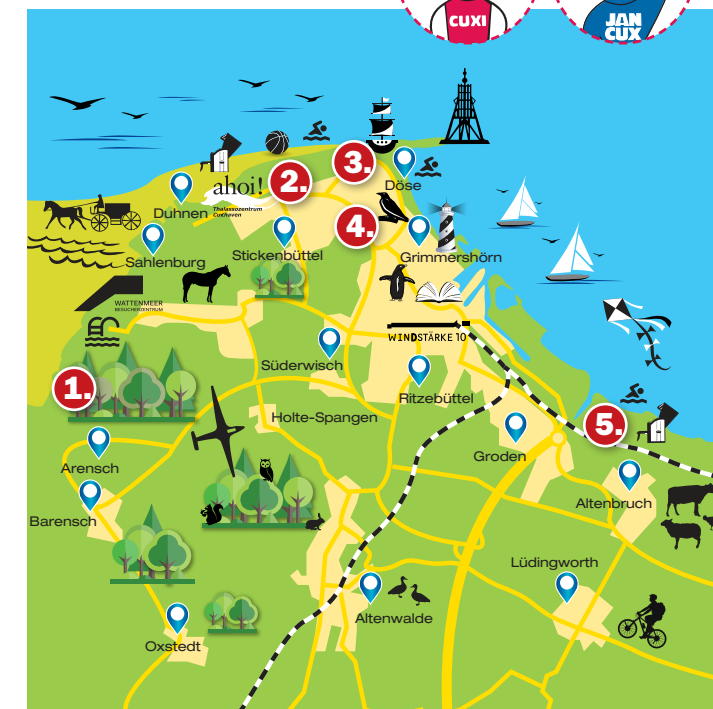 CUXI
JAN
CUX
3.
Döse
ahoi!
Thalassozentrum
Cuxhaven
2.
Duhnen
4.
Sahlenburg
Stickenbüttel
Grimmershörn
WATTENMEER
BESUCHERZENTRUM
WINDSTÄRKE 10
Süderwisch
1.
Ritzebüttel
Holte-Spangen
5.
Groden
Arensch
Altenbruch
Barensch
Lüdingworth
Altenwalde
Oxstedt